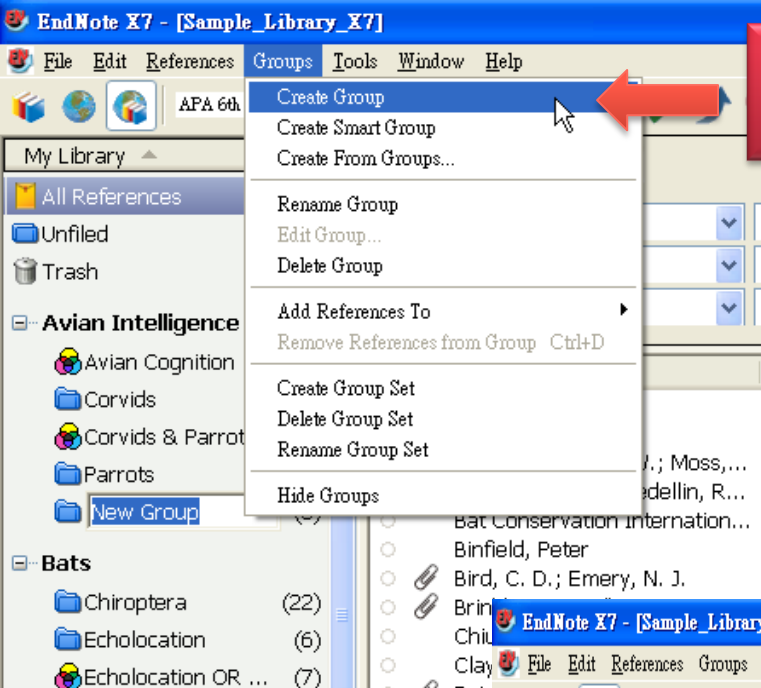 EndNote X7 - [Sample_Library_X7]
File Edit References Groups Tools Window Help
APA 6th
Create Group
Create Smart Group
Create From Groups...
Rename Group
Edit Group...
Delete Group
Add References To
Remove References from Group Ctrl+D
Create Group Set
Delete Group Set
Rename Group Set
Hide Groups
My Library
All References
Unfiled
Trash
Avian Intelligence
Avian Cognition
Corvids
Corvids & Parrot
Parrots
New Group
Bats
Chiroptera (22)
Echolocation (6)
Echolocation OR ... (7)
.; Moss,...
edellin, R...
Bat Conservation Internation...
Binfield, Peter
Bird, C. D.; Emery, N. J.
EndNote X7 - [Sample_Library
File Edit References Groups